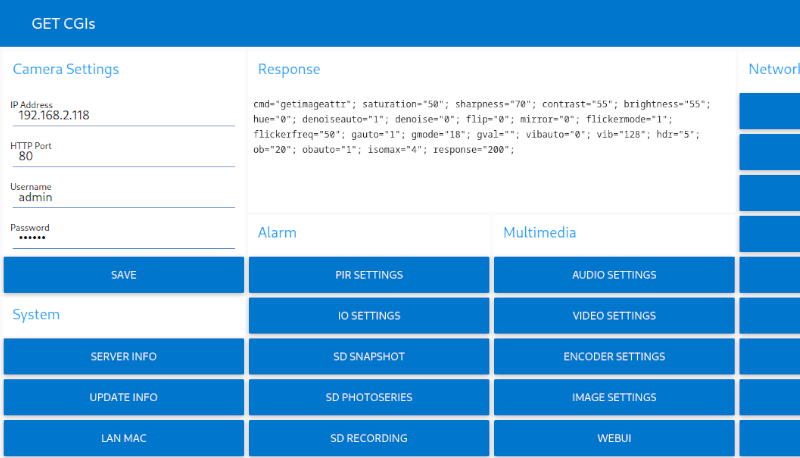 GET CGIs
Camera Settings
IP Address
192.168.2.118
HTTP Port
80
Username
admin
Password
••••••
SAVE
System
SERVER INFO
UPDATE INFO
LAN MAC
Response
cmd="getimageattr"; saturation="50"; sharpness="70"; contrast="55"; brightness="55";
hue="0"; denoiseauto="1"; denoise="0"; flip="0"; mirror="0"; flickermode="1";
flickerfreq="50"; gauto="1"; gmode="18"; gval=""; vibauto="0"; vib="128"; hdr="5";
ob="20"; obauto="1"; isomax="4"; response="200";
Alarm
PIR SETTINGS
IO SETTINGS
SD SNAPSHOT
SD PHOTOSERIES
SD RECORDING
Multimedia
AUDIO SETTINGS
VIDEO SETTINGS
ENCODER SETTINGS
IMAGE SETTINGS
WEBUI
Network